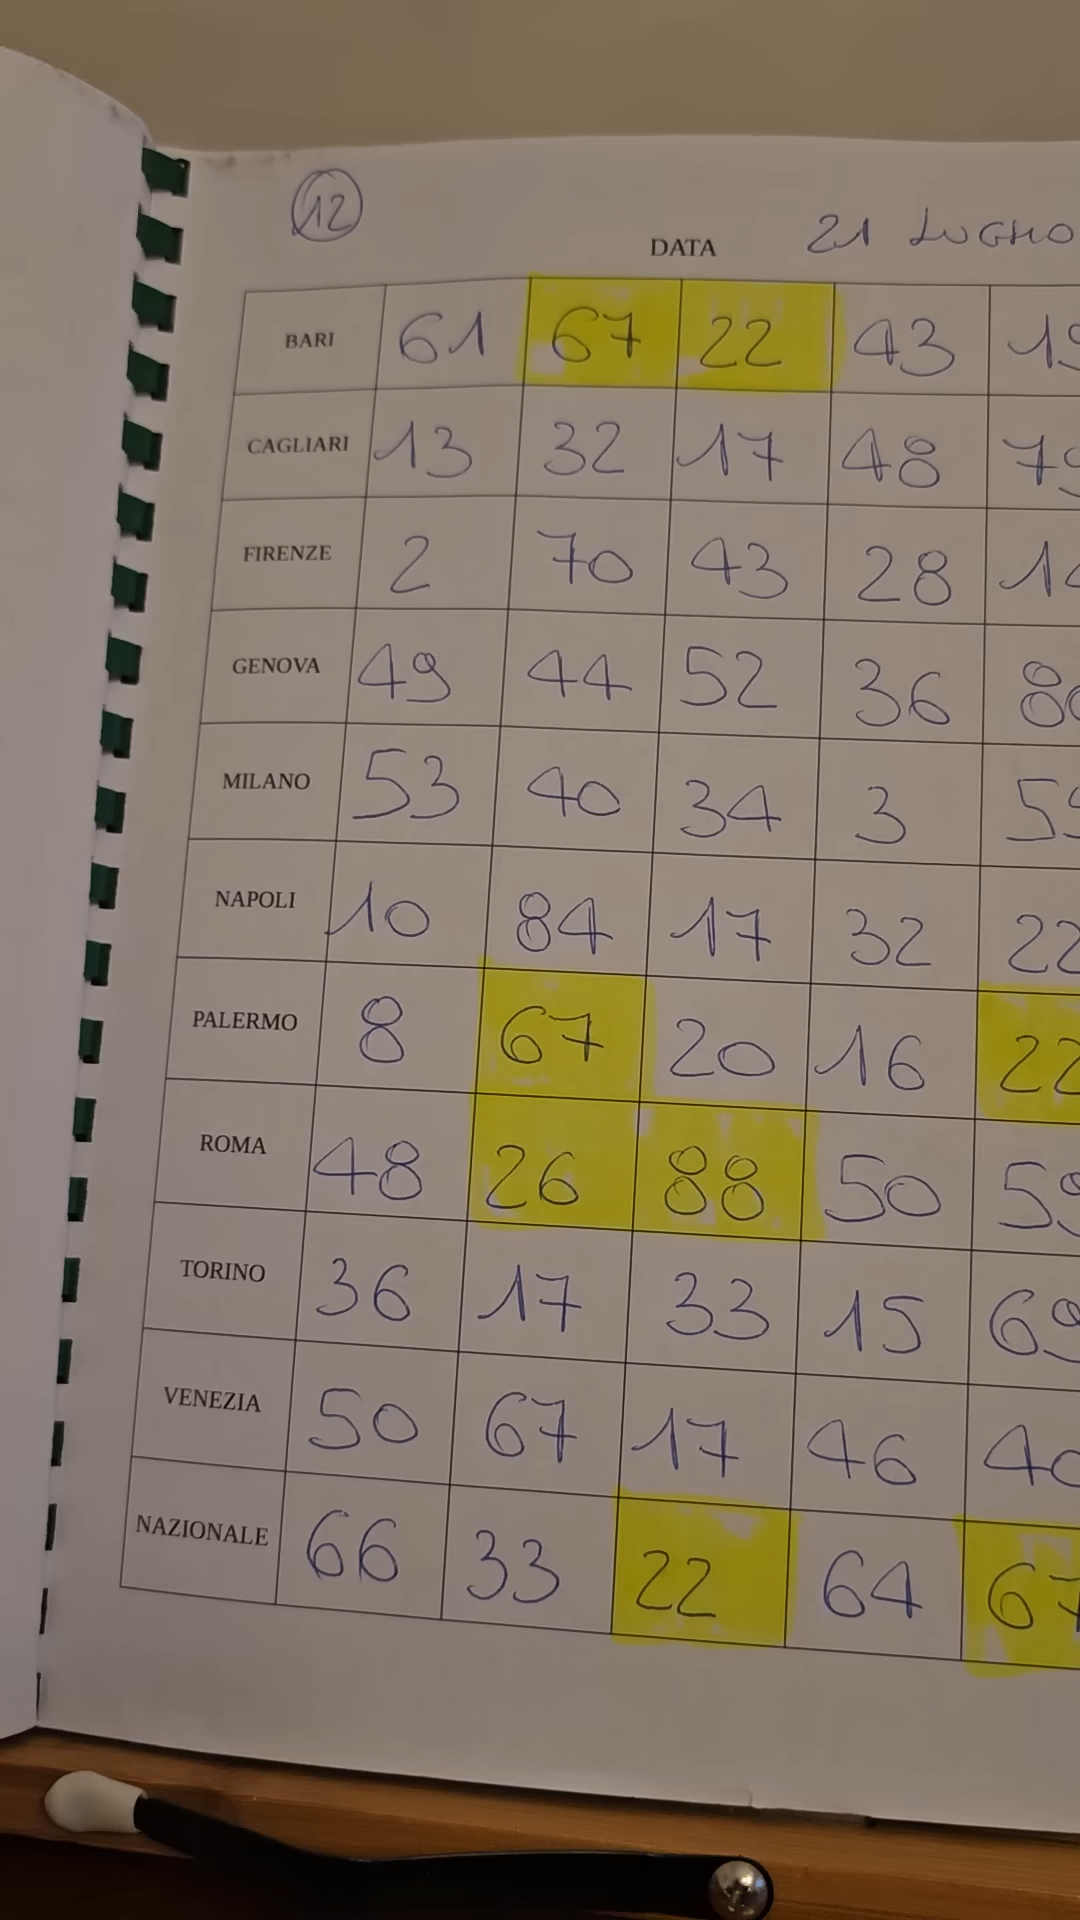 12
DATA 21 LUGLIO
BARI 61 67 22 43
CAGLIARI 13 32 17 48
FIRENZE 2 70 43 28
GENOVA 49 44 52 36
MILANO 53 40 34 3
NAPOLI 10 84 17 32 22
PALERMO 8 67 20 16 22
ROMA 48 26 88 50
TORINO 36 17 33 15
VENEZIA 50 67 17 46
NAZIONALE 66 33 22 64 67